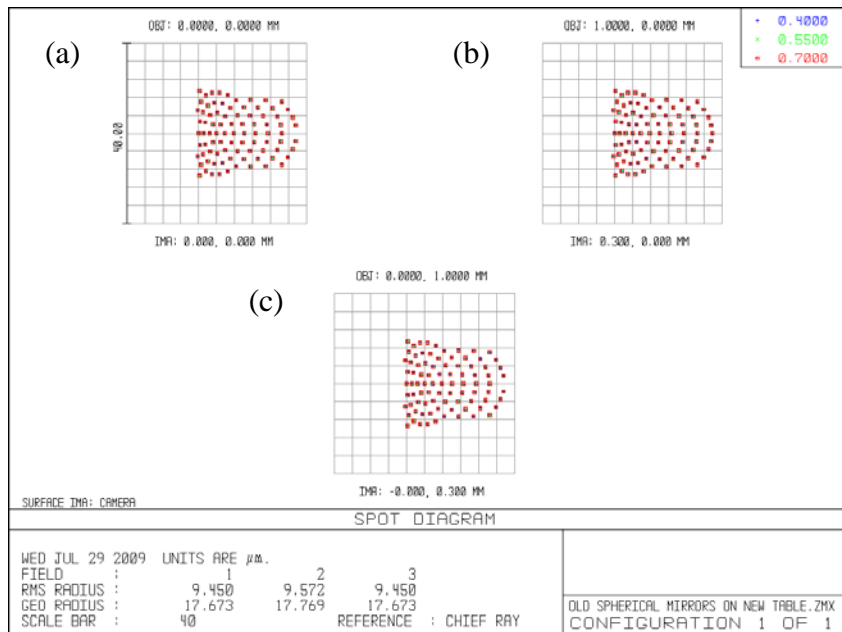 OBJ: 0.0000, 0.0000 MM
OBJ: 1.0000, 0.0000 MM
0.4000
0.5500
0.7000
(a)
(b)
40.00
IMA: 0.000, 0.000 MM
IMA: 0.300, 0.000 MM
OBJ: 0.0000, 1.0000 MM
(c)
IMA: -0.000, 0.300 MM
SURFACE IMA: CAMERA
SPOT DIAGRAM
WED JUL 29 2009 UNITS ARE µm.
FIELD : 1 2 3
RMS RADIUS : 9.450 9.572 9.450
GEO RADIUS : 17.673 17.769 17.673
SCALE BAR : 40 REFERENCE : CHIEF RAY
OLD SPHERICAL MIRRORS ON NEW TABLE.ZMX
CONFIGURATION 1 OF 1